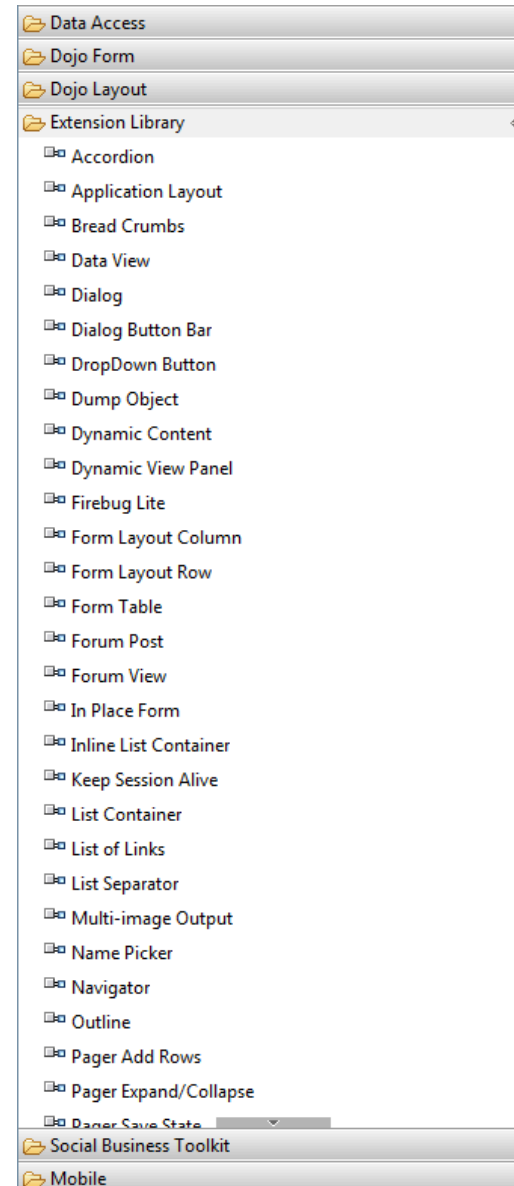 Data Access
Dojo Form
Dojo Layout
Extension Library
Accordion
Application Layout
Bread Crumbs
Data View
Dialog
Dialog Button Bar
DropDown Button
Dump Object
Dynamic Content
Dynamic View Panel
Firebug Lite
Form Layout Column
Form Layout Row
Form Table
Forum Post
Forum View
In Place Form
Inline List Container
Keep Session Alive
List Container
List of Links
List Separator
Multi-image Output
Name Picker
Navigator
Outline
Pager Add Rows
Pager Expand/Collapse
Pager Save State
Social Business Toolkit
Mobile